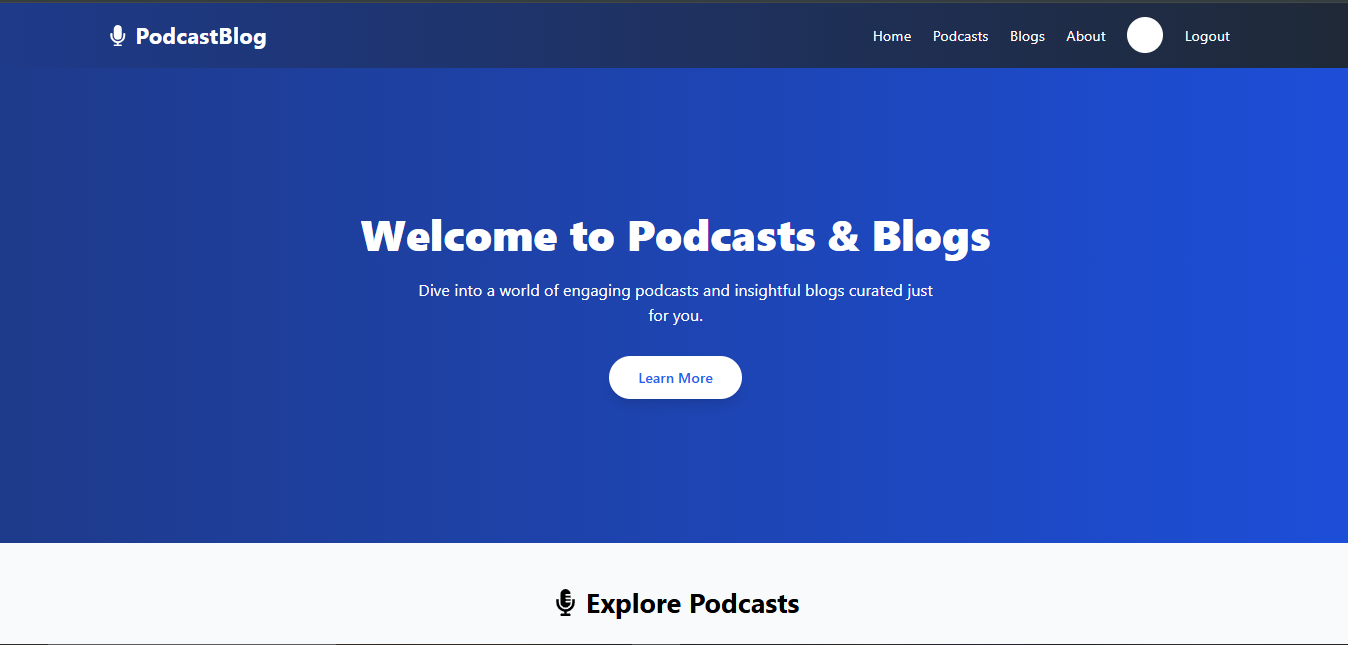 PodcastBlog
Home
Podcasts
Blogs
About
Logout
Welcome to Podcasts & Blogs
Dive into a world of engaging podcasts and insightful blogs curated just
for you.
Learn More
Explore Podcasts